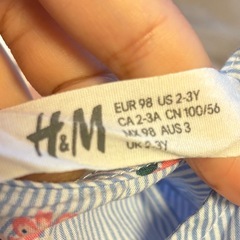 H&M
EUR 98 US 2-3Y
CA 2-3A CN 100/56
MX 98 AUS 3
UK 2-3Y